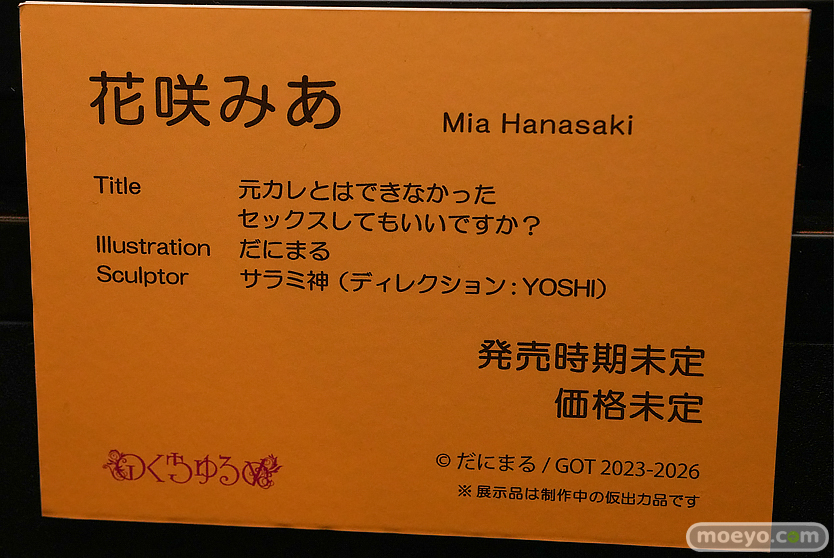 花咲みあ
Mia Hanasaki
Title 元カレとはできなかった
セックスしてもいいですか？
Illustration だにまる
Sculptor サラミ神（ディレクション：YOSHI）
発売時期未定
価格未定
© だにまる / GOT 2023-2026
※ 展示品は制作中の仮出力品です
moeyo.com